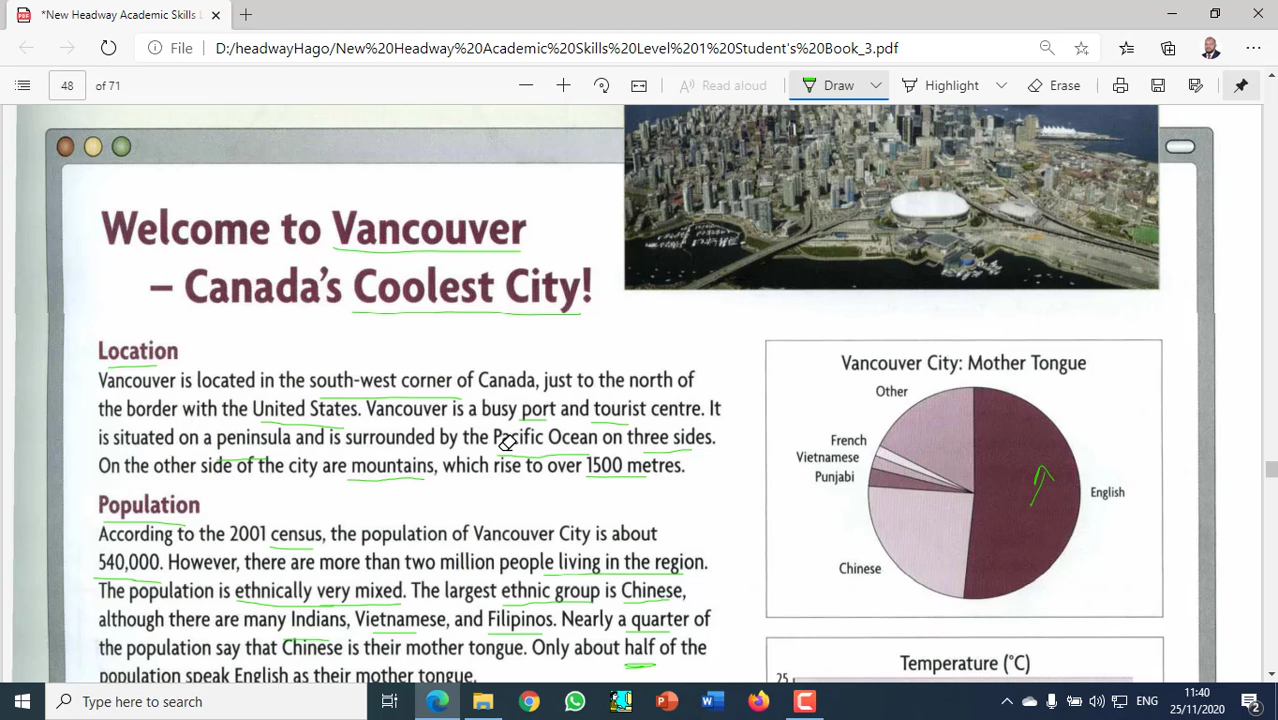 *New Headway Academic Skills L
File D:/headwayHago/New%20Headway%20Academic%20Skills%20Level%201%20Student's%20Book_3.pdf
48 of 71 Read aloud Draw Highlight Erase
Welcome to Vancouver
– Canada's Coolest City!
Location
Vancouver is located in the south-west corner of Canada, just to the north of
the border with the United States. Vancouver is a busy port and tourist centre. It
is situated on a peninsula and is surrounded by the Pacific Ocean on three sides.
On the other side of the city are mountains, which rise to over 1500 metres.
Population
According to the 2001 census, the population of Vancouver City is about
540,000. However, there are more than two million people living in the region.
The population is ethnically very mixed. The largest ethnic group is Chinese,
although there are many Indians, Vietnamese, and Filipinos. Nearly a quarter of
the population say that Chinese is their mother tongue. Only about half of the
population speak English as their mother tongue.
Vancouver City: Mother Tongue
Other
French
Vietnamese
Punjabi
English
Chinese
Temperature (°C)
25
Type here to search
ENG
11:40
25/11/2020
2